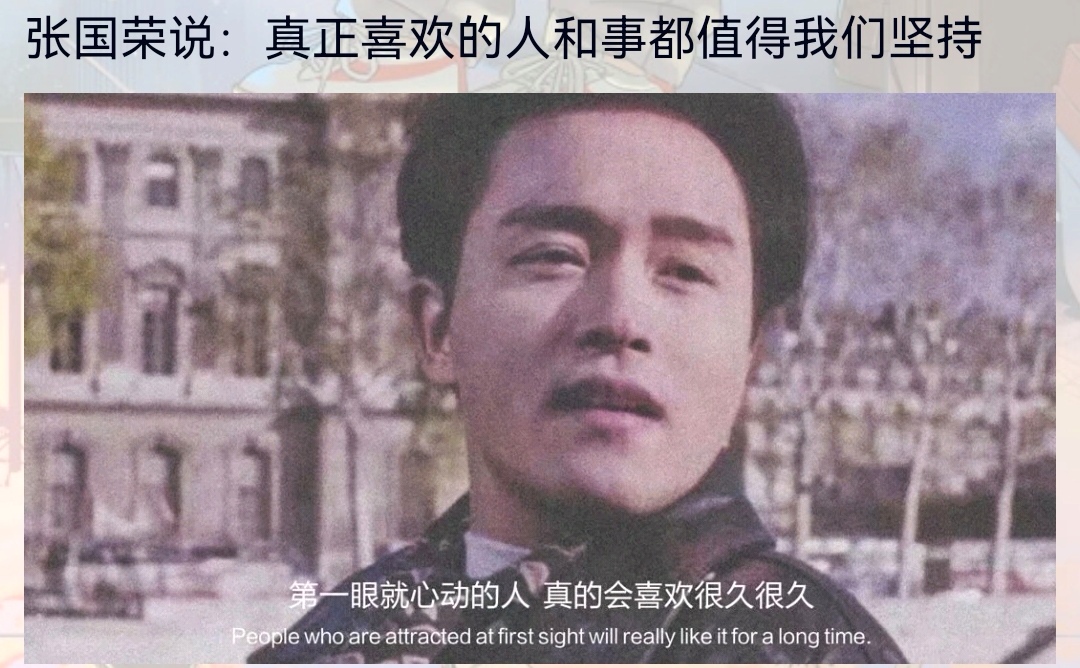 张国荣说：真正喜欢的人和事都值得我们坚持
第一眼就心动的人 真的会喜欢很久很久
People who are attracted at first sight will really like it for a long time.